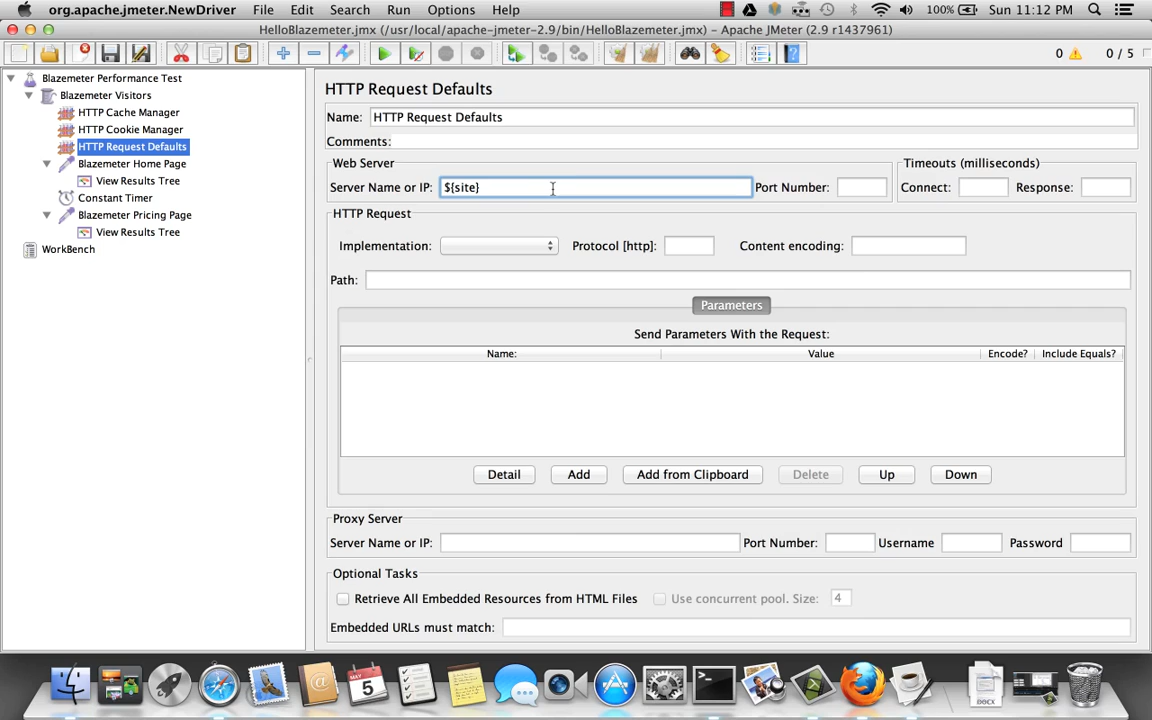 org.apache.jmeter.NewDriver File Edit Search Run Options Help 100% Sun 11:12 PM
HelloBlazemeter.jmx (/usr/local/apache-jmeter-2.9/bin/HelloBlazemeter.jmx) – Apache JMeter (2.9 r1437961)
0 0 / 5
Blazemeter Performance Test
Blazemeter Visitors
HTTP Cache Manager
HTTP Cookie Manager
HTTP Request Defaults
Blazemeter Home Page
View Results Tree
Constant Timer
Blazemeter Pricing Page
View Results Tree
WorkBench
HTTP Request Defaults
Name: HTTP Request Defaults
Comments:
Web Server
Server Name or IP: ${site} Port Number:
Timeouts (milliseconds)
Connect: Response:
HTTP Request
Implementation: Protocol [http]: Content encoding:
Path:
Parameters
Send Parameters With the Request:
Name: Value Encode? Include Equals?
Detail Add Add from Clipboard Delete Up Down
Proxy Server
Server Name or IP: Port Number: Username Password
Optional Tasks
Retrieve All Embedded Resources from HTML Files Use concurrent pool. Size: 4
Embedded URLs must match:
MAY
5
DOCX